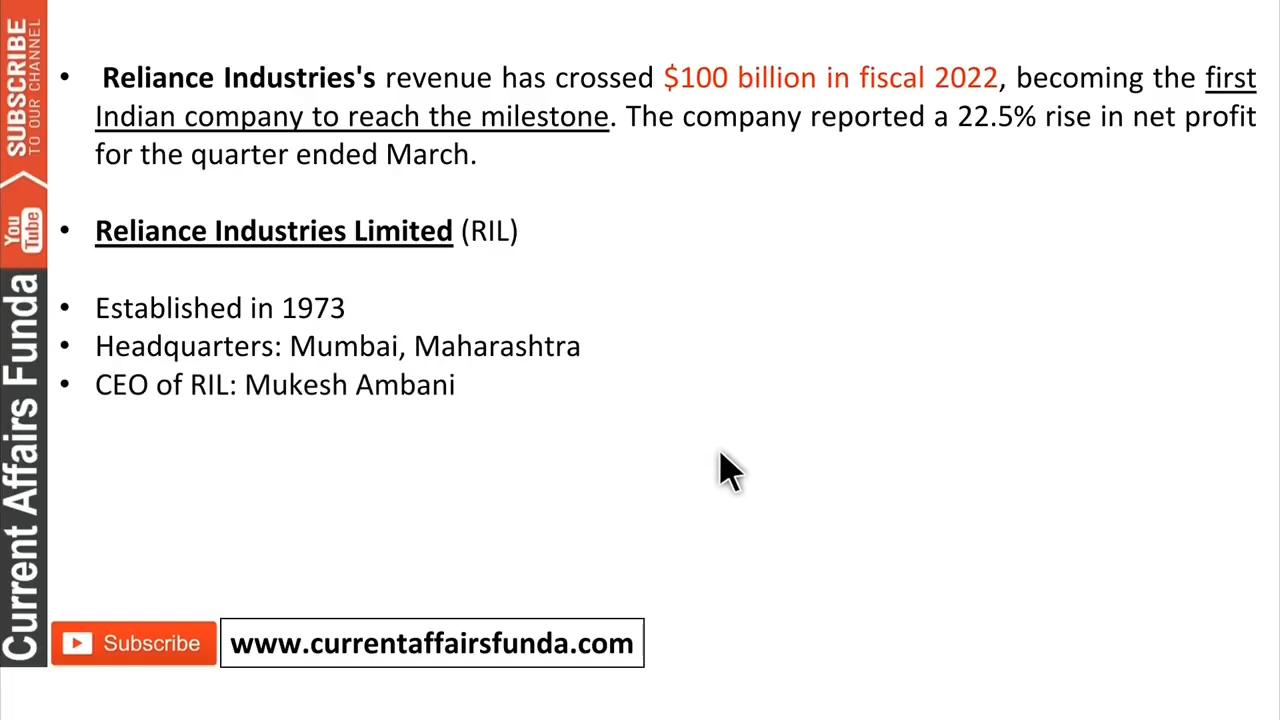 SUBSCRIBE
TO OUR CHANNEL
You
Tube
Current Affairs Funda
• Reliance Industries's revenue has crossed $100 billion in fiscal 2022, becoming the first
Indian company to reach the milestone. The company reported a 22.5% rise in net profit
for the quarter ended March.
• Reliance Industries Limited (RIL)
• Established in 1973
• Headquarters: Mumbai, Maharashtra
• CEO of RIL: Mukesh Ambani
Subscribe
www.currentaffairsfunda.com